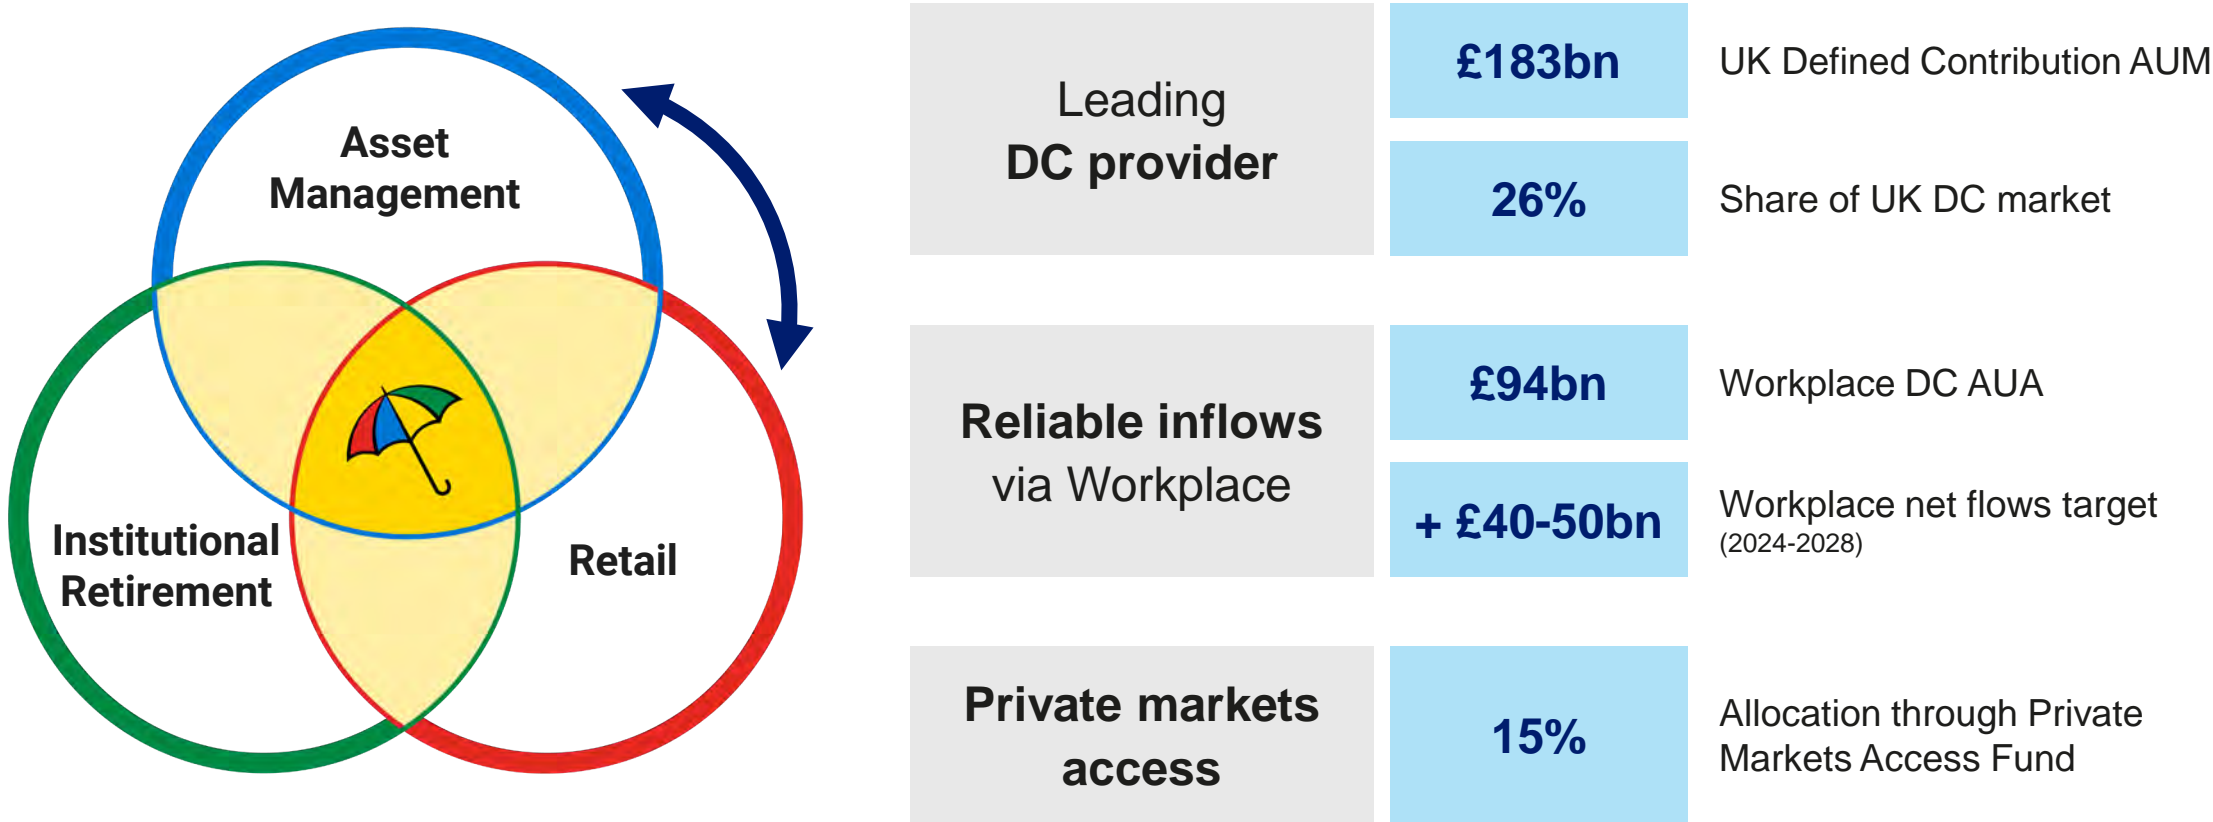 Asset
Management
Institutional
Retirement
Retail
Leading
DC provider
£183bn
UK Defined Contribution AUM
26%
Share of UK DC market
Reliable inflows
via Workplace
£94bn
Workplace DC AUA
+ £40-50bn
Workplace net flows target
(2024-2028)
Private markets
access
15%
Allocation through Private
Markets Access Fund